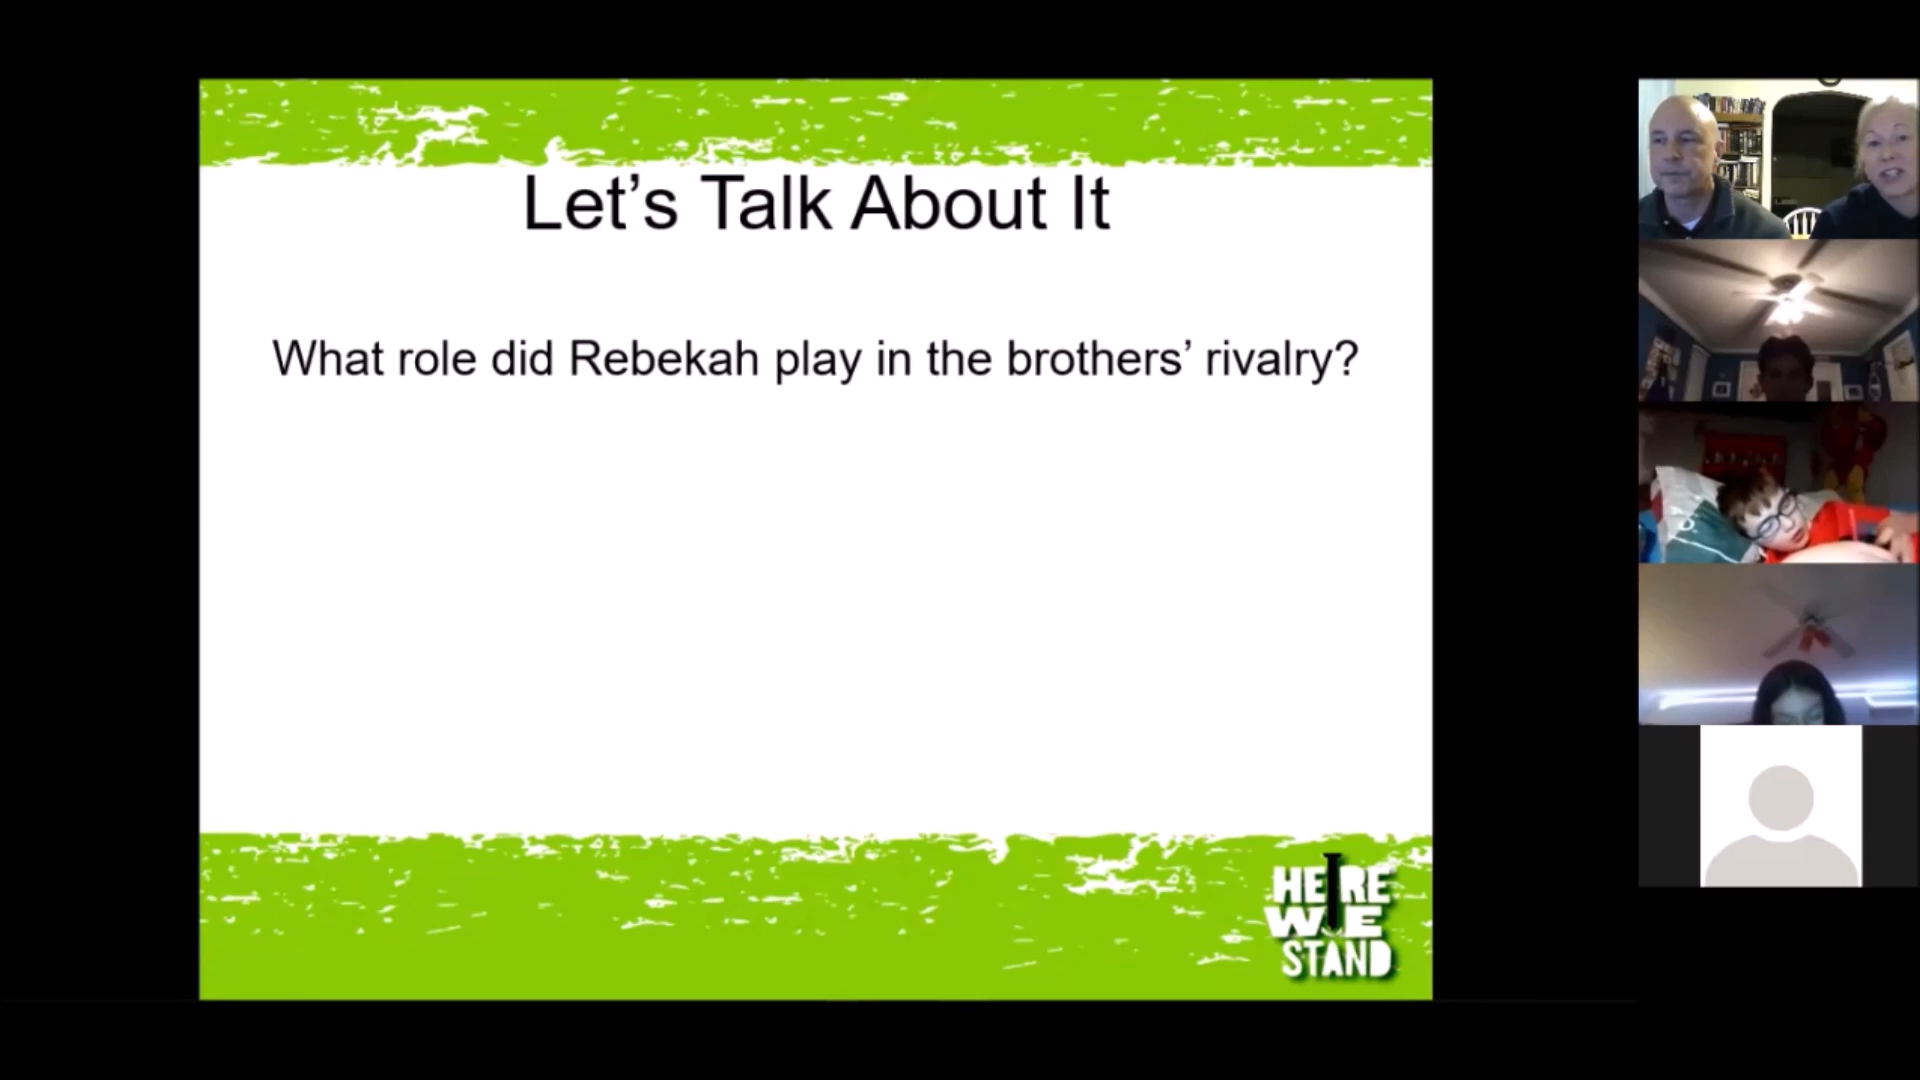 Let’s Talk About It
What role did Rebekah play in the brothers’ rivalry?
HERE
WE
STAND